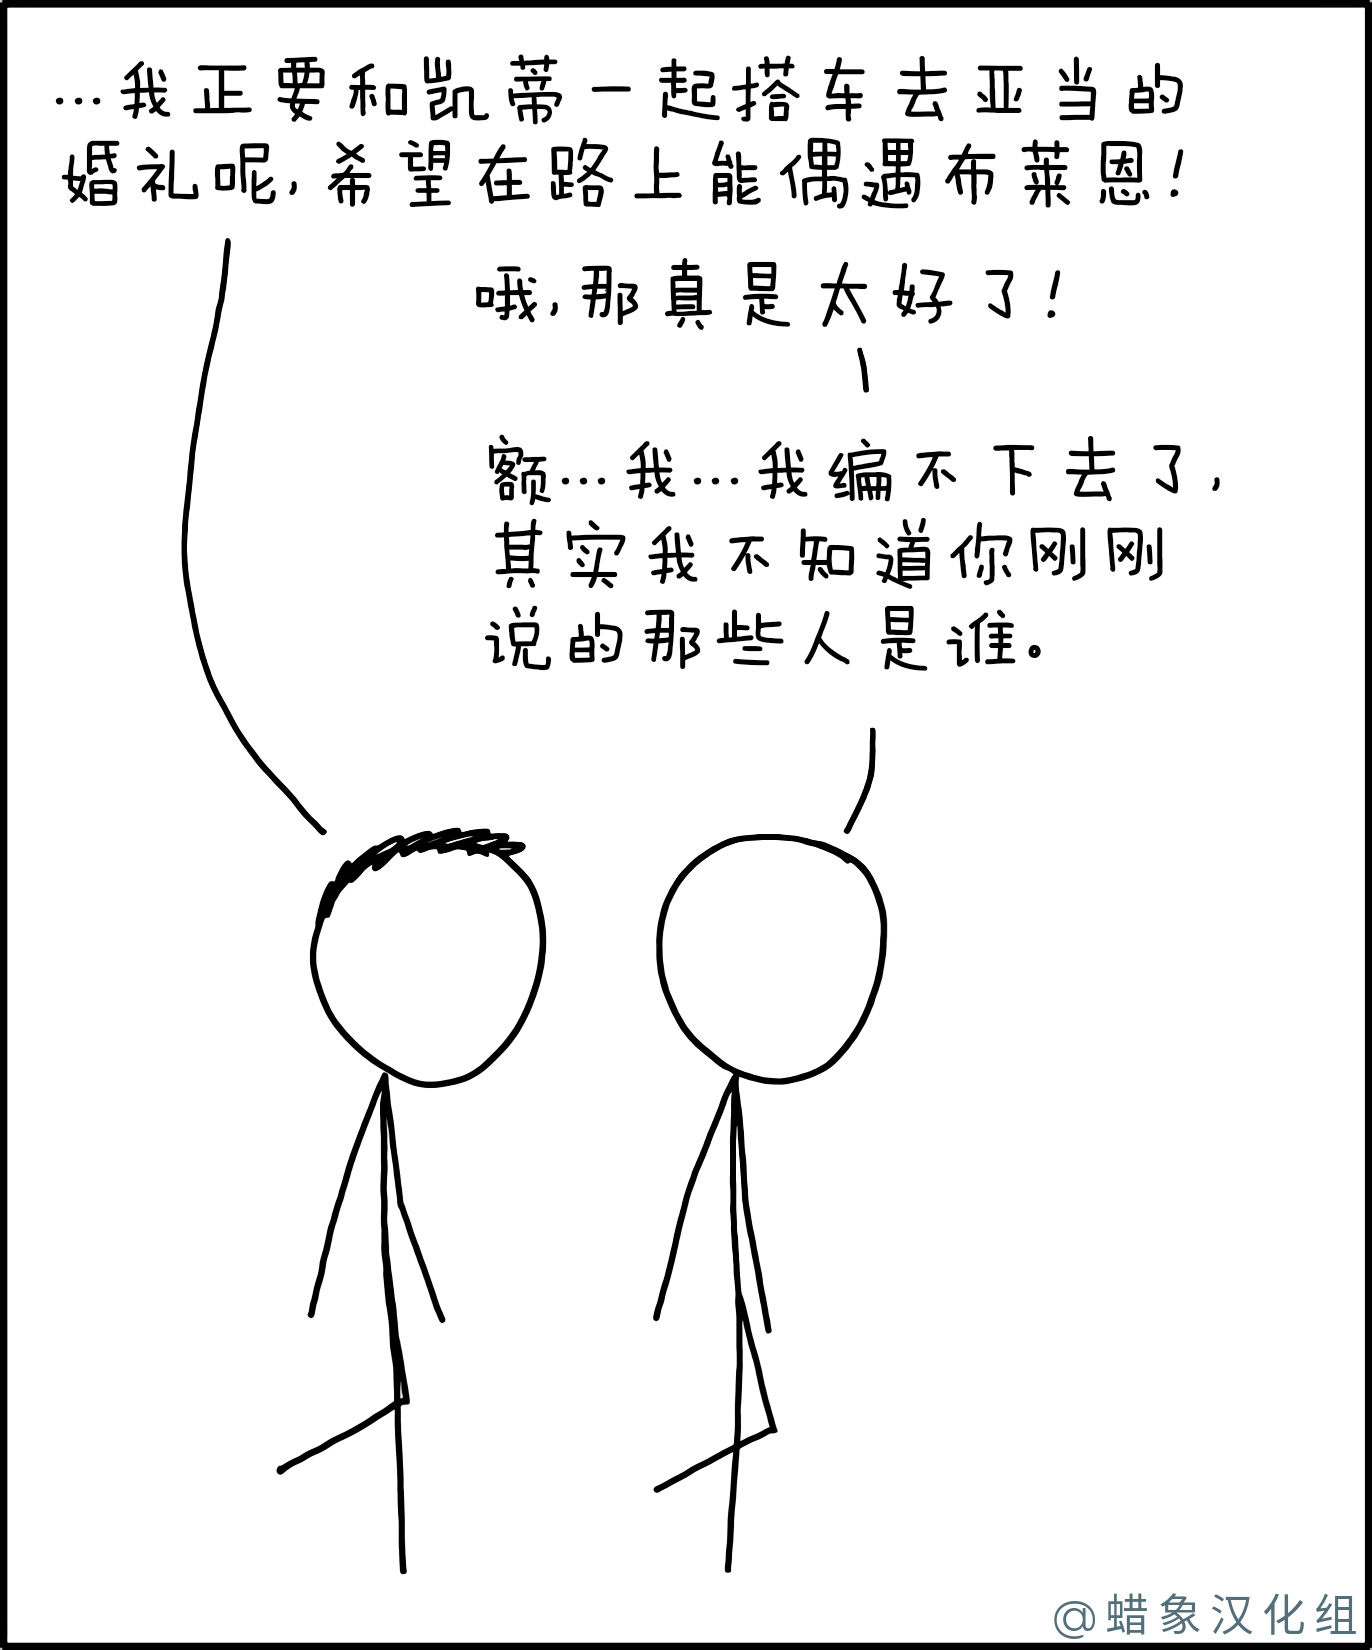 …我正要和凯蒂一起搭车去亚当的
婚礼呢,希望在路上能偶遇布莱恩!
哦,那真是太好了!
额…我…我编不下去了,
其实我不知道你刚刚
说的那些人是谁。
@蜡象汉化组